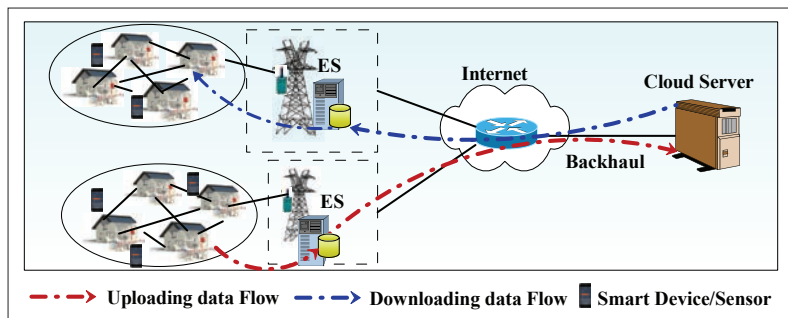 ES
Internet
Cloud Server
Backhaul
ES
Uploading data Flow
Downloading data Flow
Smart Device/Sensor